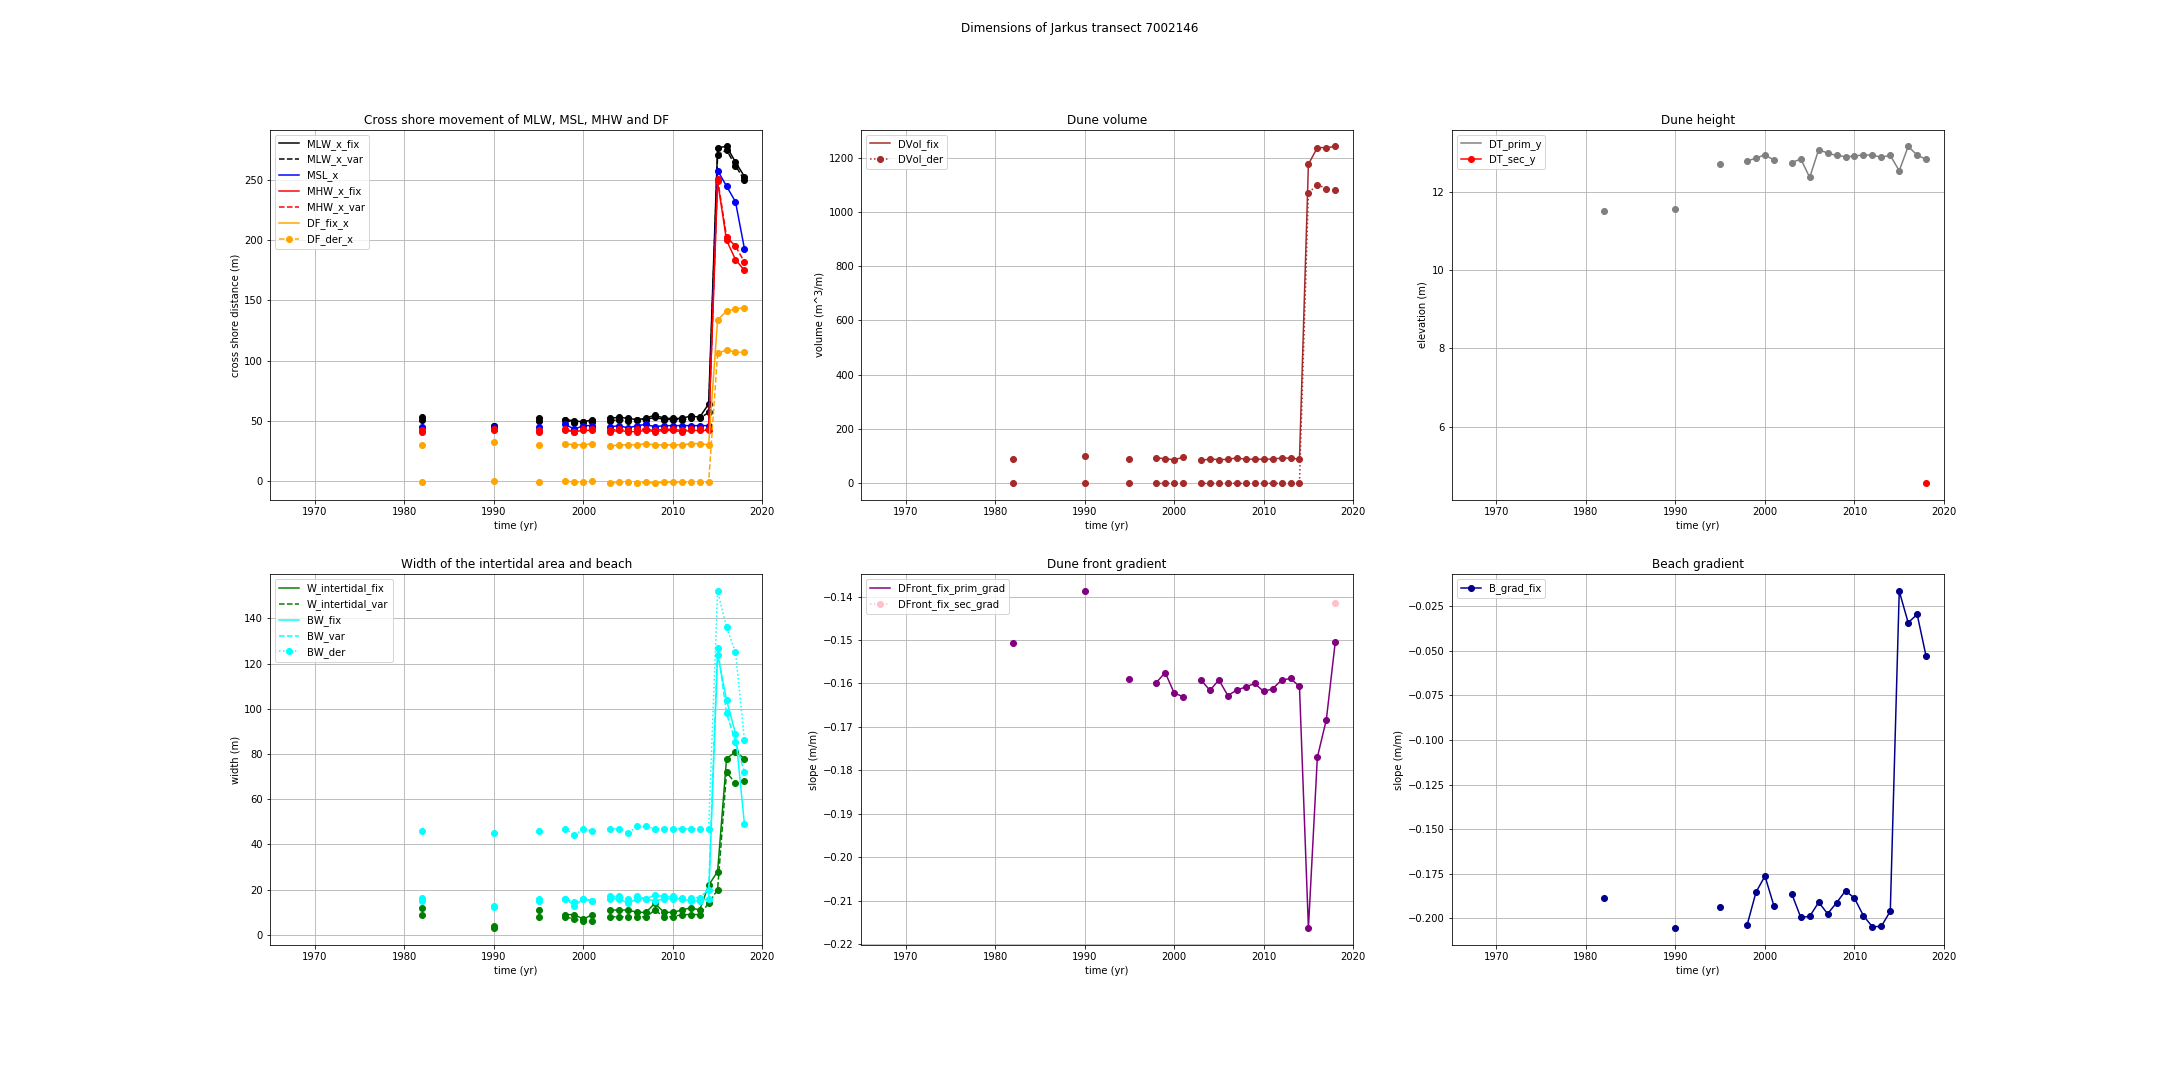 Dimensions of Jarkus transect 7002146
Cross shore movement of MLW, MSL, MHW and DF
MLW_x_fix
MLW_x_var
MSL_x
MHW_x_fix
MHW_x_var
DF_fix_x
DF_der_x
cross shore distance (m)
250
200
150
100
50
0
1970 1980 1990 2000 2010 2020
time (yr)
Dune volume
DVol_fix
DVol_der
volume (m^3/m)
1200
1000
800
600
400
200
0
1970 1980 1990 2000 2010 2020
time (yr)
Dune height
DT_prim_y
DT_sec_y
elevation (m)
12
10
8
6
1970 1980 1990 2000 2010 2020
time (yr)
Width of the intertidal area and beach
W_intertidal_fix
W_intertidal_var
BW_fix
BW_var
BW_der
width (m)
140
120
100
80
60
40
20
0
1970 1980 1990 2000 2010 2020
time (yr)
Dune front gradient
DFront_fix_prim_grad
DFront_fix_sec_grad
slope (m/m)
−0.14
−0.15
−0.16
−0.17
−0.18
−0.19
−0.20
−0.21
−0.22
1970 1980 1990 2000 2010 2020
time (yr)
Beach gradient
B_grad_fix
slope (m/m)
−0.025
−0.050
−0.075
−0.100
−0.125
−0.150
−0.175
−0.200
1970 1980 1990 2000 2010 2020
time (yr)